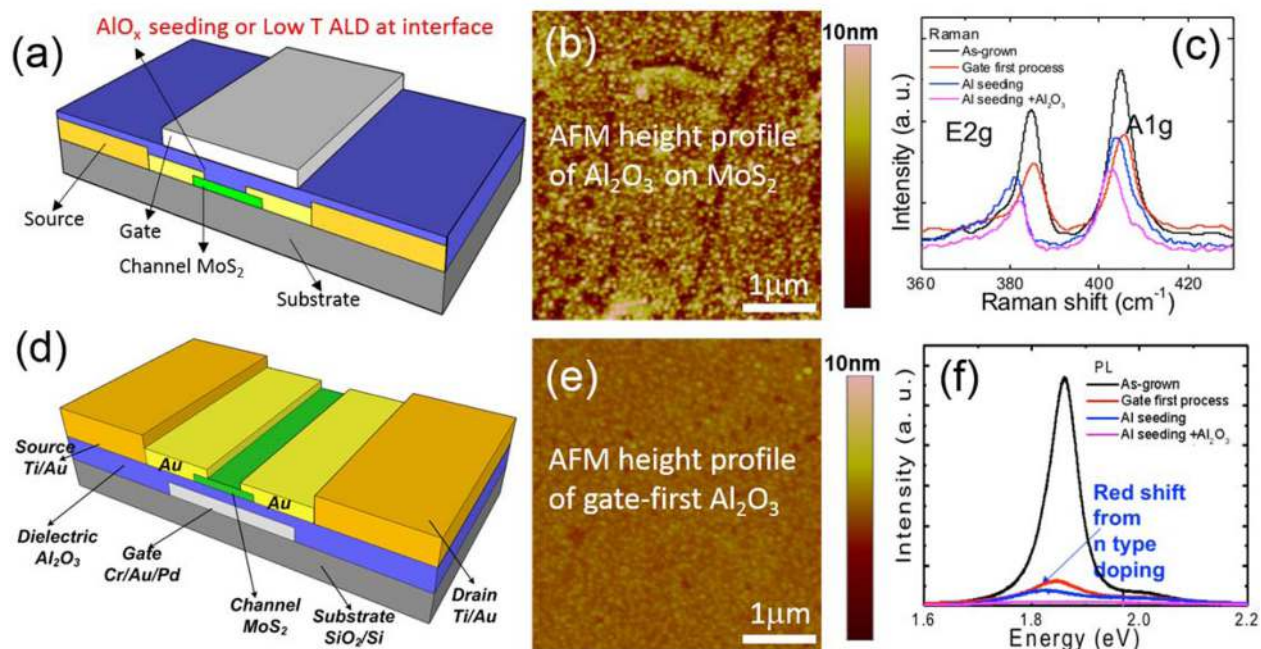 (a)
AlOₓ seeding or Low T ALD at interface
Source
Gate
Channel MoS₂
Substrate
(b)
10nm
AFM height profile
of Al₂O₃ on MoS₂
1μm
(c)
Raman
As-grown
Gate first process
Al seeding
Al seeding +Al₂O₃
E2g
A1g
Intensity (a. u.)
360
380
400
420
Raman shift (cm⁻¹)
(d)
Source
Ti/Au
Au
Au
Dielectric
Al₂O₃
Gate
Cr/Au/Pd
Channel
MoS₂
Substrate
SiO₂/Si
Drain
Ti/Au
(e)
10nm
AFM height profile
of gate-first Al₂O₃
1μm
(f)
PL
As-grown
Gate first process
Al seeding
Al seeding +Al₂O₃
Red shift
from
n type
doping
Intensity (a. u.)
1.6
1.8
2.0
2.2
Energy (eV)